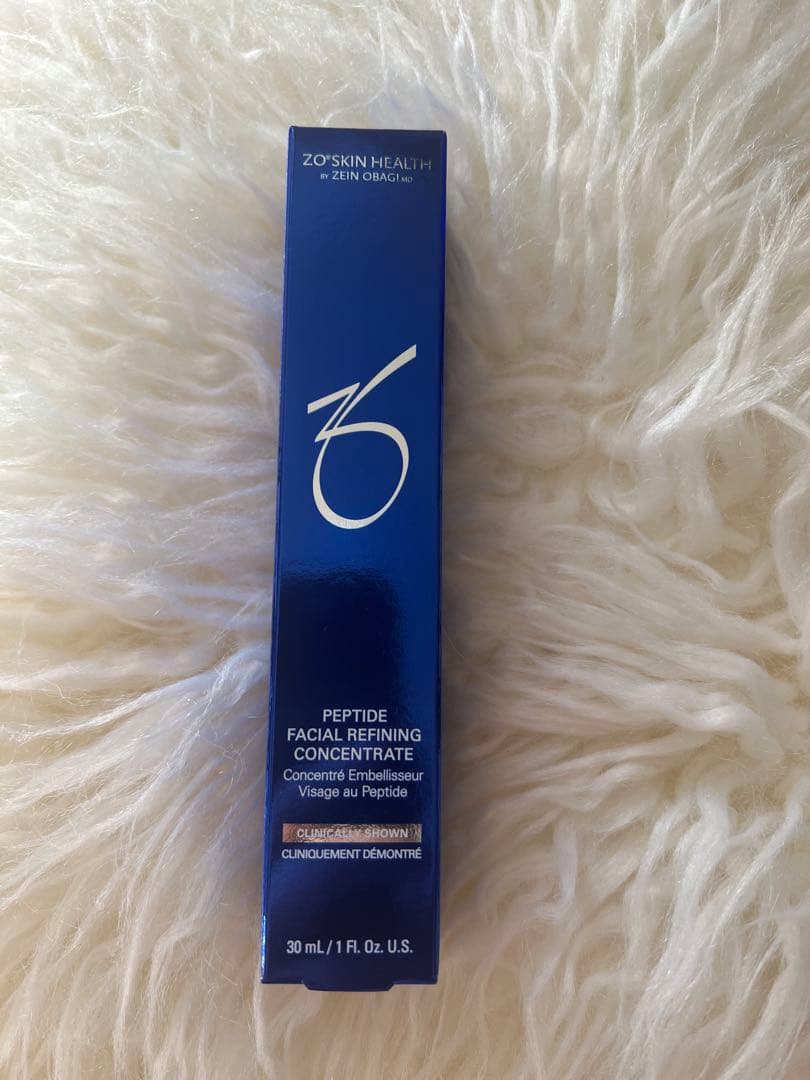 ZO® SKIN HEALTH
BY ZEIN OBAGI MD
ZO
PEPTIDE
FACIAL REFINING
CONCENTRATE
Concentré Embellisseur
Visage au Peptide
CLINICALLY SHOWN
CLINIQUEMENT DÉMONTRÉ
30 mL / 1 Fl. Oz. U.S.